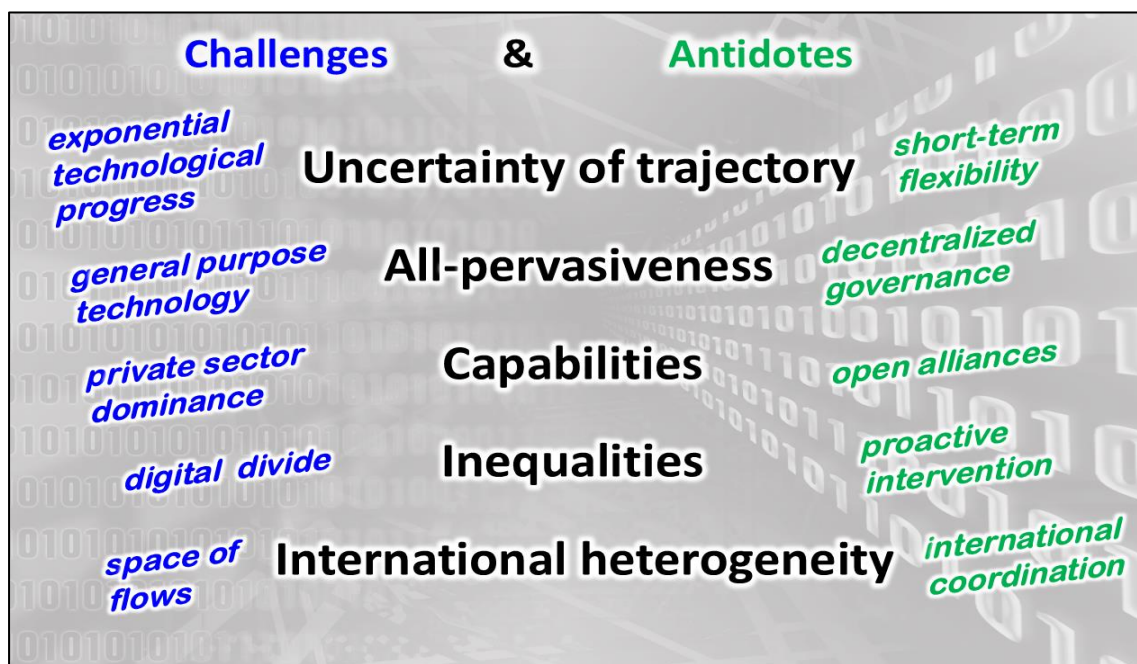 Challenges & Antidotes
exponential
technological
progress
Uncertainty of trajectory
short-term
flexibility
general purpose
technology
All-pervasiveness
decentralized
governance
private sector
dominance
Capabilities
open alliances
digital divide
Inequalities
proactive
intervention
space of
flows
International heterogeneity
international
coordination